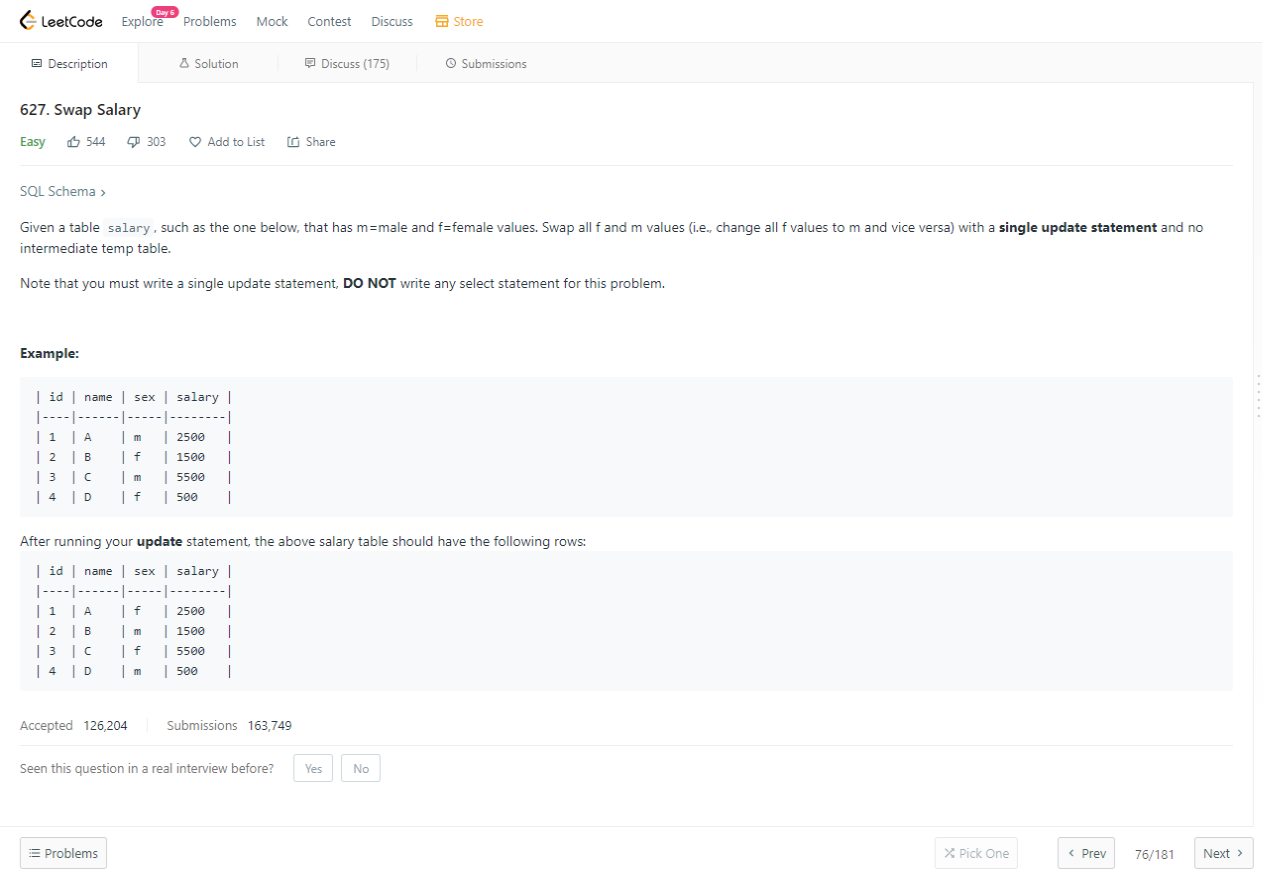 LeetCode Explore Day 6 Problems Mock Contest Discuss Store
Description Solution Discuss (175) Submissions
627. Swap Salary
Easy 544 303 Add to List Share
SQL Schema >
Given a table salary, such as the one below, that has m=male and f=female values. Swap all f and m values (i.e., change all f values to m and vice versa) with a single update statement and no
intermediate temp table.
Note that you must write a single update statement, DO NOT write any select statement for this problem.
Example:
| id | name | sex | salary |
|----|------|-----|--------|
| 1  | A    | m   | 2500   |
| 2  | B    | f   | 1500   |
| 3  | C    | m   | 5500   |
| 4  | D    | f   | 500    |
After running your update statement, the above salary table should have the following rows:
| id | name | sex | salary |
|----|------|-----|--------|
| 1  | A    | f   | 2500   |
| 2  | B    | m   | 1500   |
| 3  | C    | f   | 5500   |
| 4  | D    | m   | 500    |
Accepted 126,204 Submissions 163,749
Seen this question in a real interview before? Yes No
Problems Pick One < Prev 76/181 Next >